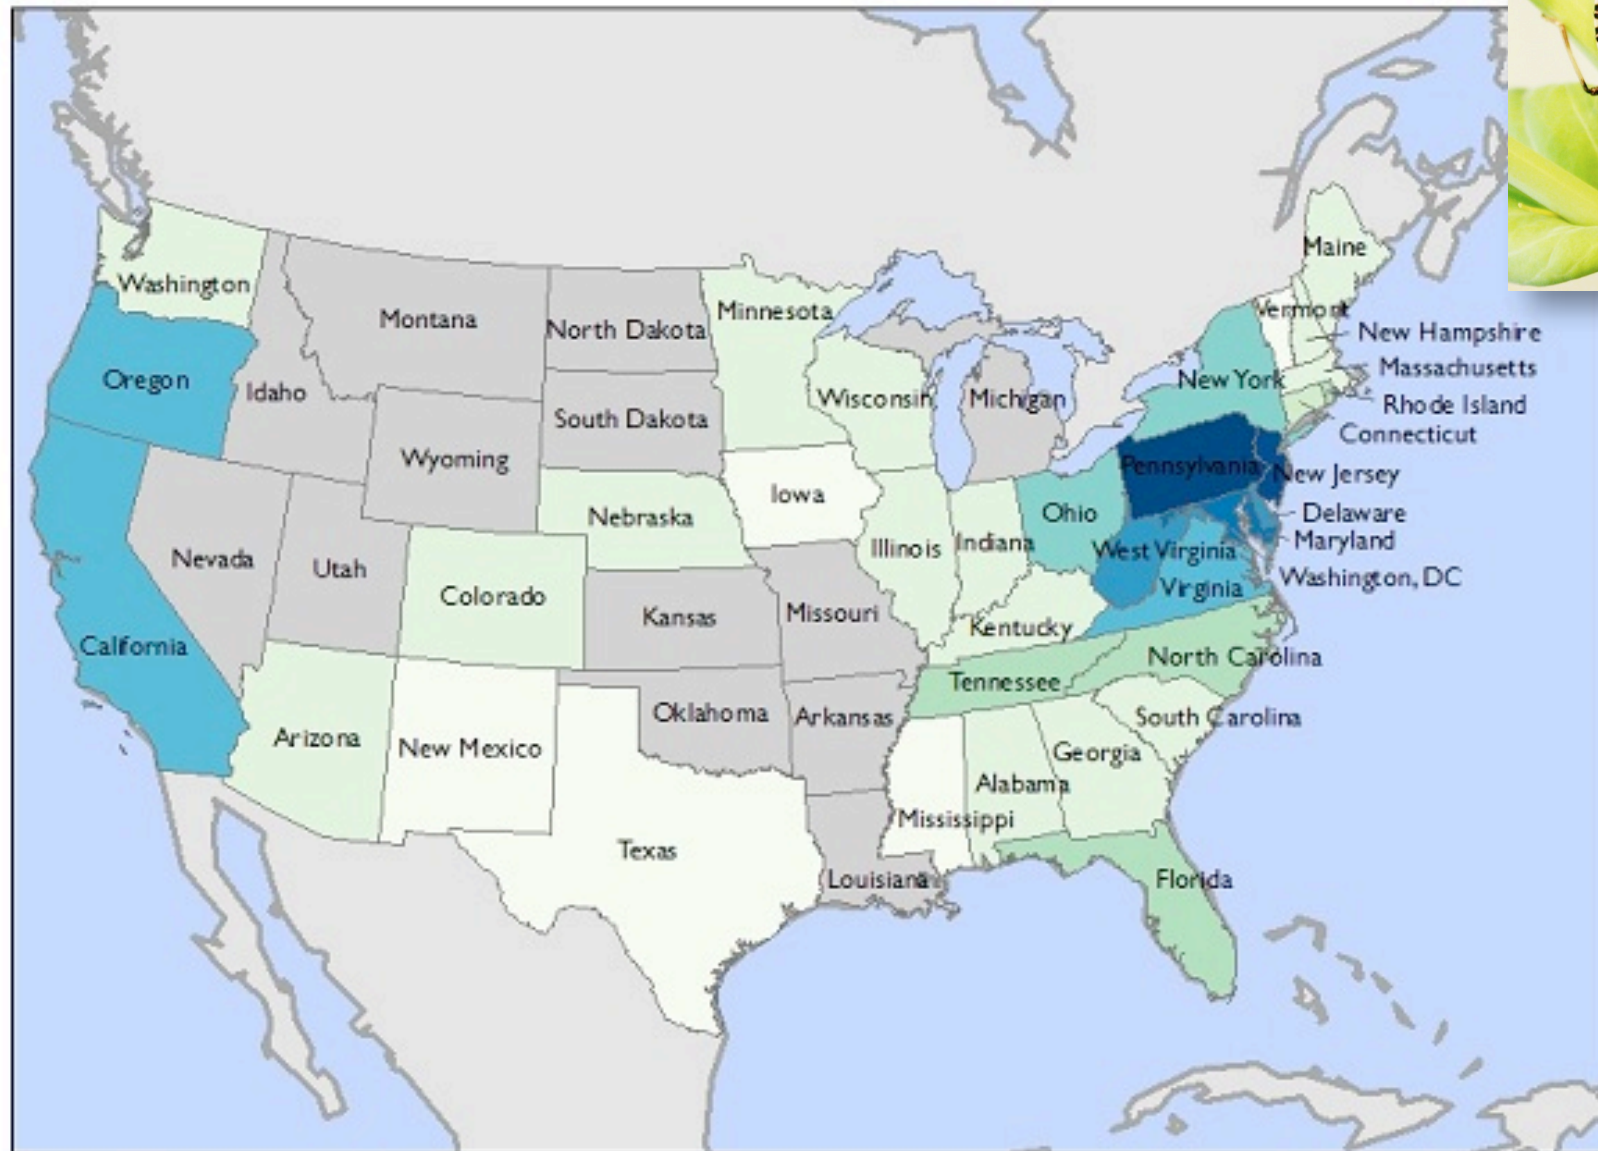 Maine
Washington
Vermont
Minnesota
Montana
North Dakota
New Hampshire
Massachusetts
Oregon
New York
Idaho
Wisconsin
Michigan
Rhode Island
South Dakota
Connecticut
Wyoming
Pennsylvania
New Jersey
Iowa
Nebraska
Ohio
Delaware
Maryland
Illinois
Indiana
West Virginia
Nevada
Utah
Washington, DC
Virginia
Colorado
Kansas
Missouri
Kentucky
California
North Carolina
Tennessee
Oklahoma
Arkansas
South Carolina
Arizona
New Mexico
Georgia
Alabama
Mississippi
Texas
Louisiana
Florida